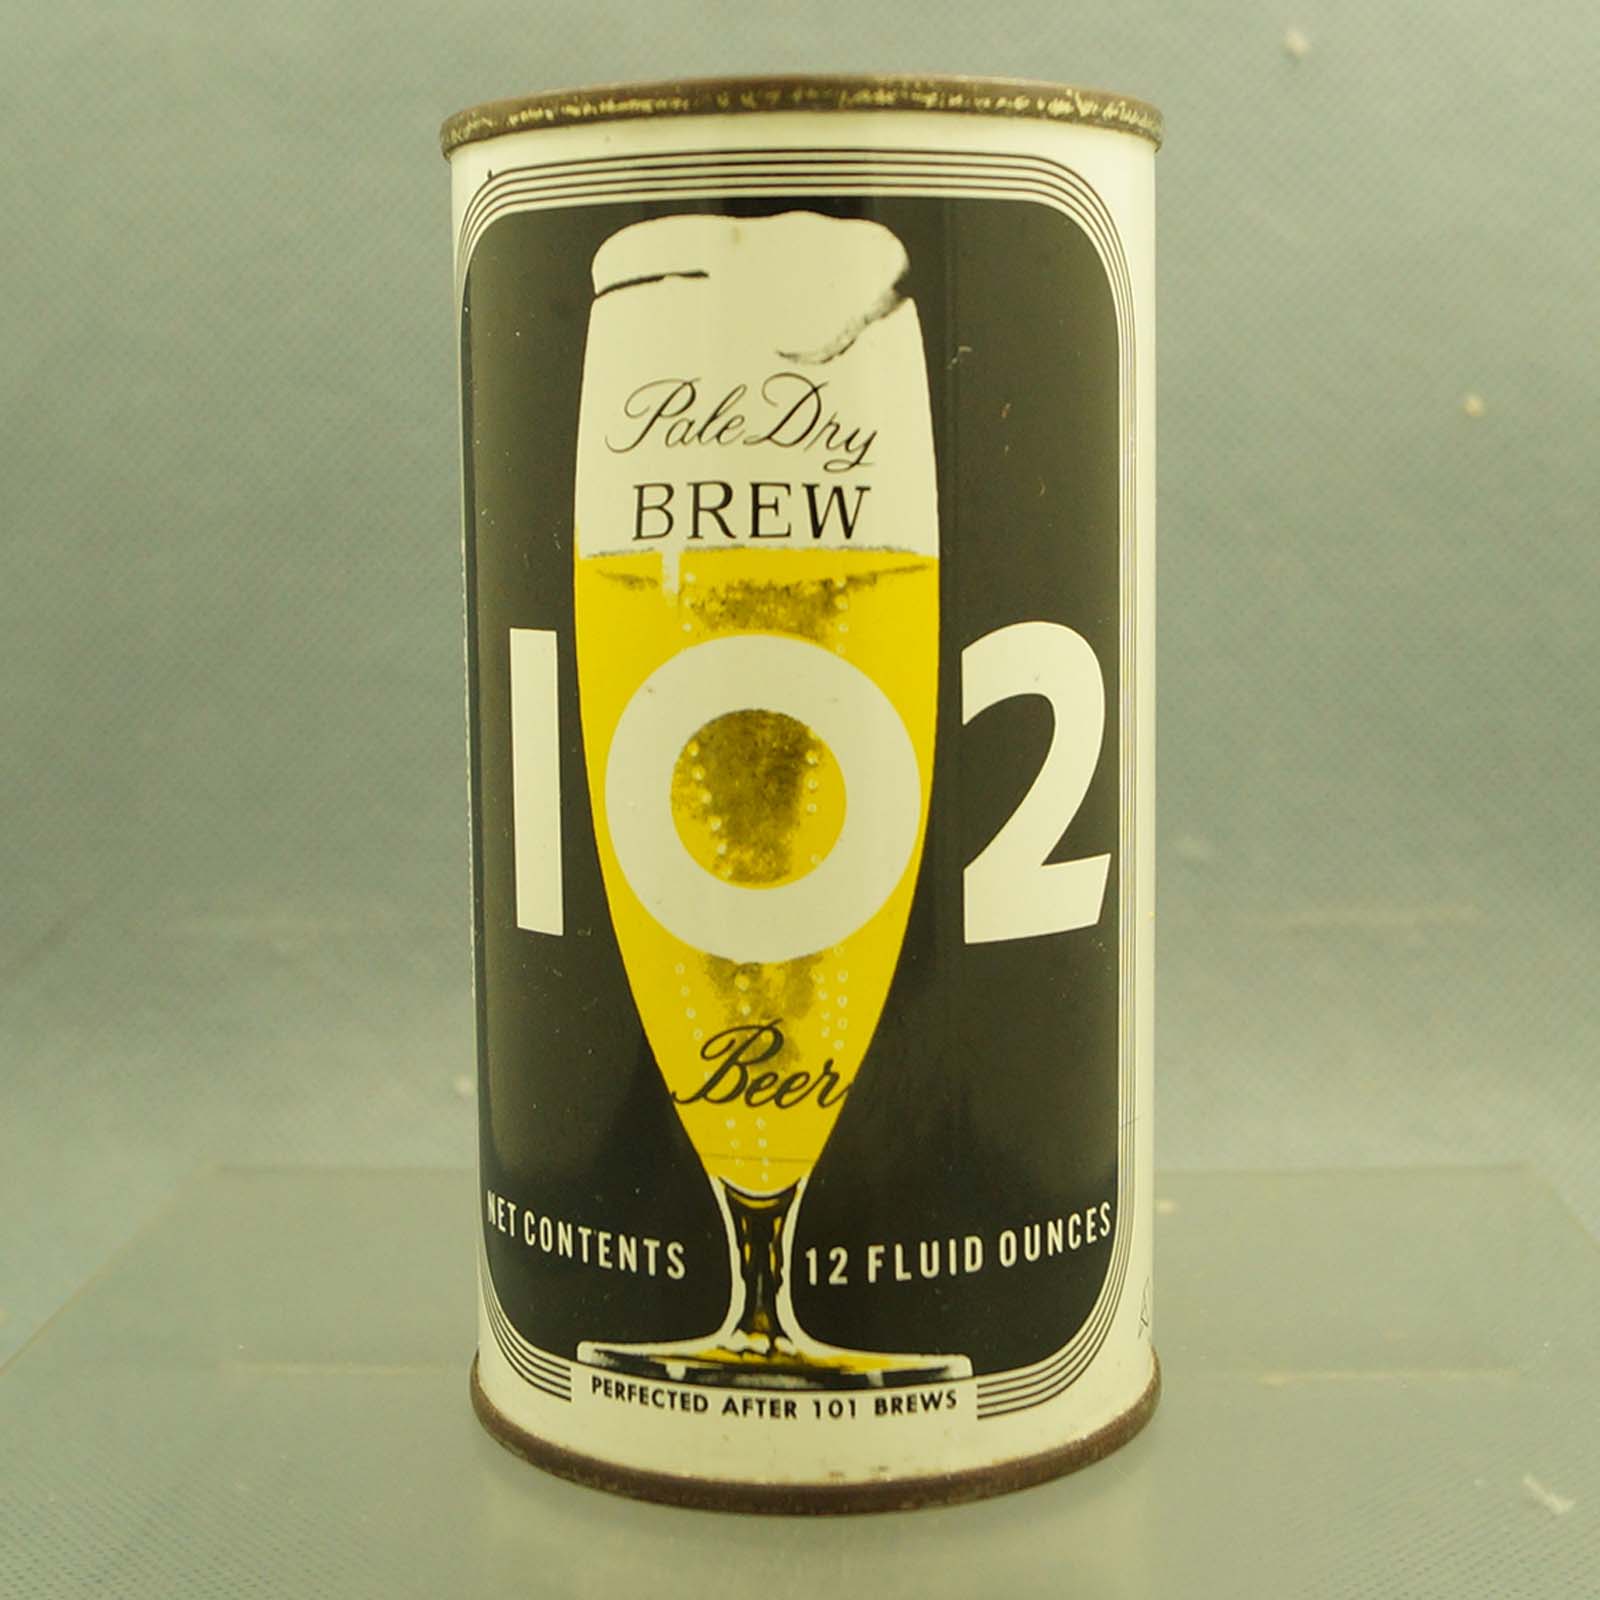 Pale Dry
BREW
102
Beer
NET CONTENTS 12 FLUID OUNCES
PERFECTED AFTER 101 BREWS